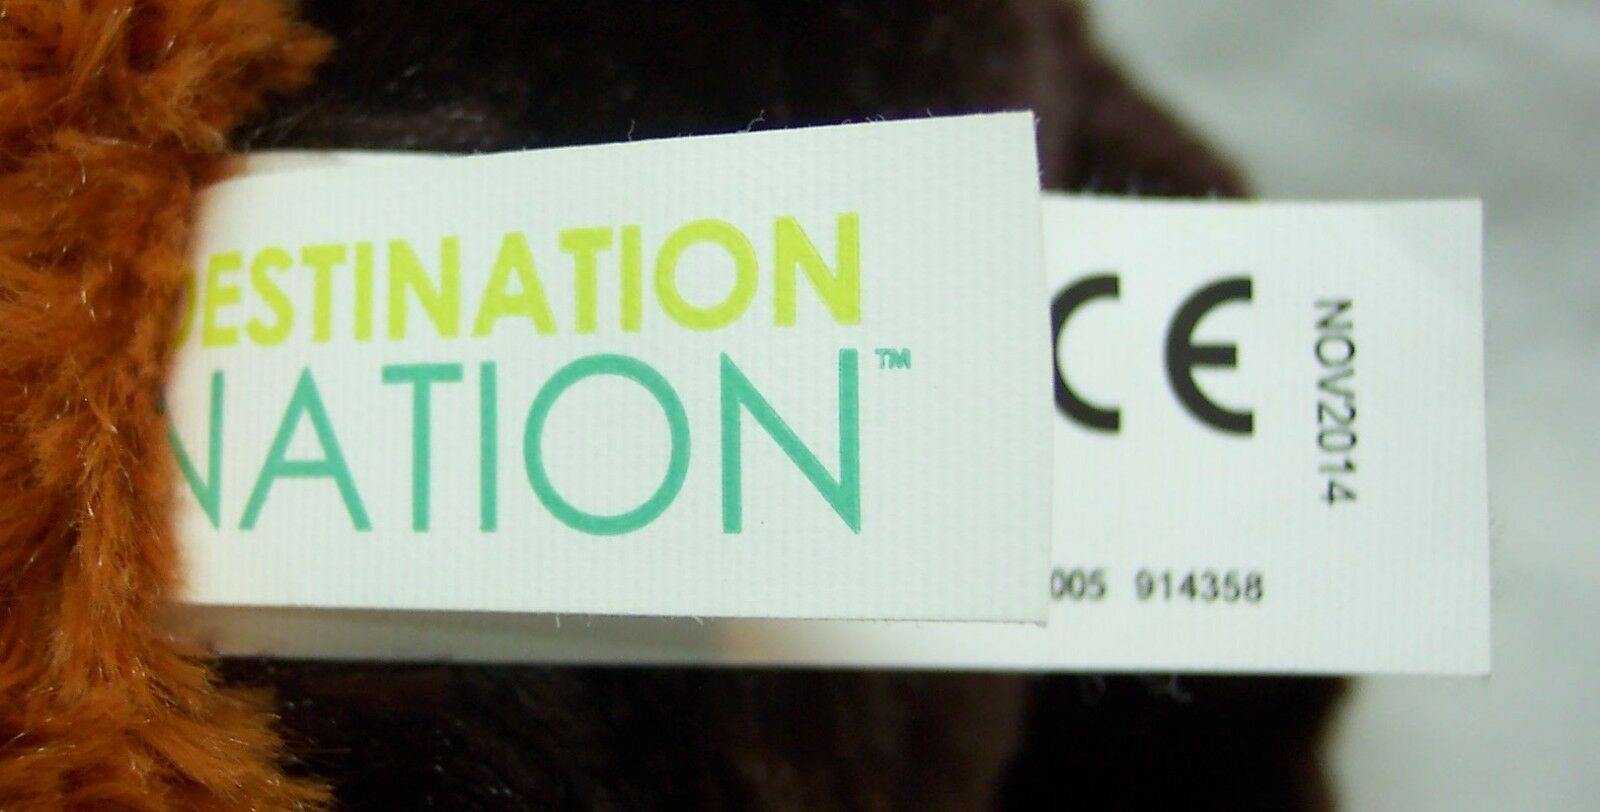 DESTINATION
NATION™
CE
NOV2014
005 914358